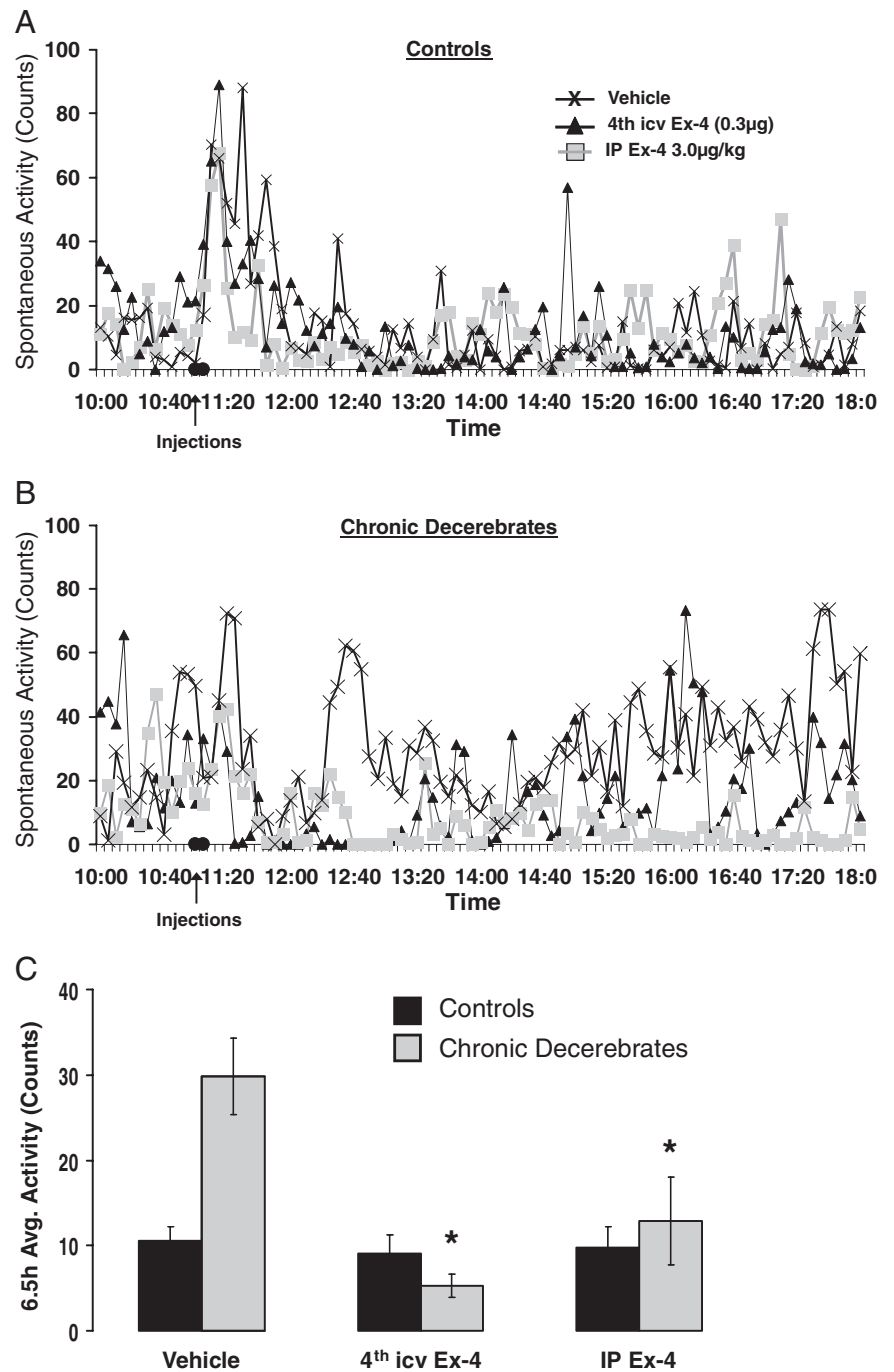 A
Controls
100
80
60
40
20
0
Spontaneous Activity (Counts)
Vehicle
4th icv Ex-4 (0.3µg)
IP Ex-4 3.0µg/kg
10:00 10:40 11:20 12:00 12:40 13:20 14:00 14:40 15:20 16:00 16:40 17:20 18:0
Time
Injections
B
Chronic Decerebrates
100
80
60
40
20
0
Spontaneous Activity (Counts)
10:00 10:40 11:20 12:00 12:40 13:20 14:00 14:40 15:20 16:00 16:40 17:20 18:0
Time
Injections
C
40
30
20
10
0
6.5h Avg. Activity (Counts)
Controls
Chronic Decerebrates
*
*
Vehicle 4th icv Ex-4 IP Ex-4